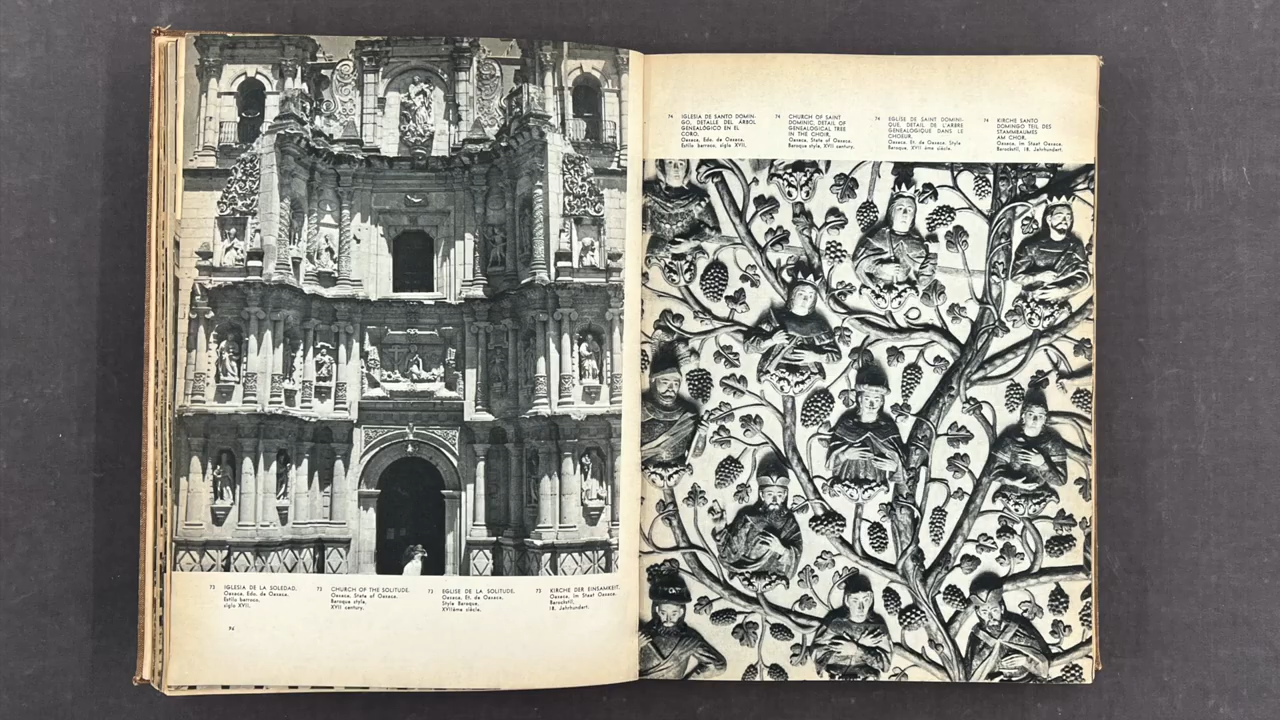 73 IGLESIA DE LA SOLEDAD.
Oaxaca, Edo. de Oaxaca.
Estilo barroco,
siglo XVII.
73 CHURCH OF THE SOLITUDE.
Oaxaca, State of Oaxaca.
Baroque style,
XVII century.
73 EGLISE DE LA SOLITUDE.
Oaxaca, Et. de Oaxaca.
Style Baroque.
XVIIème siècle.
73 KIRCHE DER EINSAMKEIT.
Oaxaca, im Staat Oaxaca.
Barockstil,
18. Jahrhundert.
74 IGLESIA DE SANTO DOMIN-
GO, DETALLE DEL ÁRBOL
GENEALÓGICO EN EL
CORO.
Oaxaca, Edo. de Oaxaca.
Estilo barroco, siglo XVII.
74 CHURCH OF SAINT
DOMINIC, DETAIL OF
GENEALOGICAL TREE
IN THE CHOIR.
Oaxaca, State of Oaxaca.
Baroque style, XVII century.
74 EGLISE DE SAINT DOMINI-
QUE, DETAIL DE L'ARBRE
GENEALOGIQUE DANS LE
CHOEUR.
Oaxaca, Et. de Oaxaca. Style
Baroque, XVII ème siècle.
74 KIRCHE SANTO
DOMINGO TEIL DES
STAMMBAUMES
AM CHOR.
Oaxaca, im Staat Oaxaca.
Barockstil, 18. Jahrhundert.